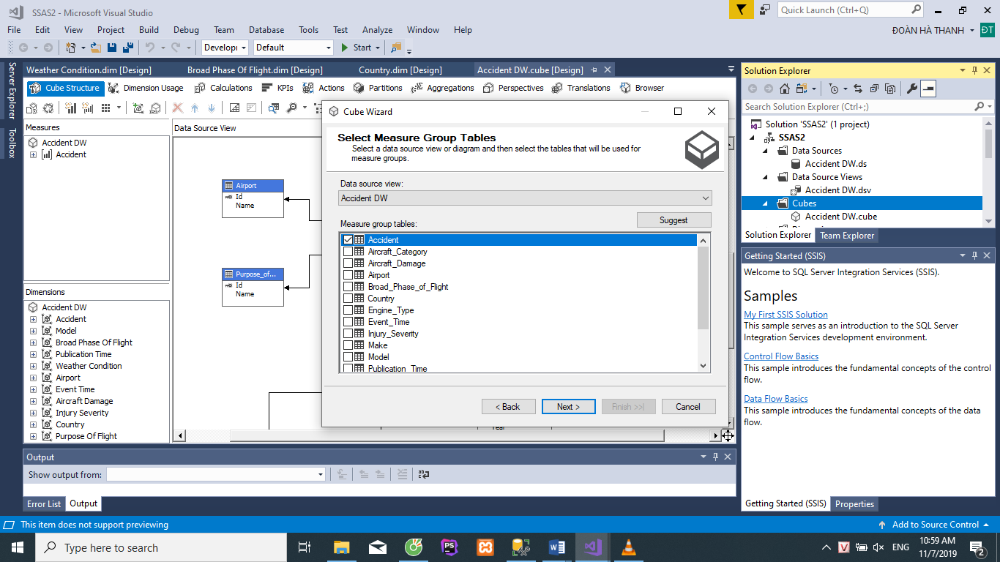 SSAS2 - Microsoft Visual Studio
Quick Launch (Ctrl+Q)
File Edit View Project Build Debug Team Database Tools Test Analyze Window Help
ĐOÀN HÀ THANH ĐT
Developı Default Start
Server Explorer
Toolbox
Weather Condition.dim [Design] Broad Phase Of Flight.dim [Design] Country.dim [Design] Accident DW.cube [Design]
Cube Structure Dimension Usage Calculations KPIs Actions Partitions Aggregations Perspectives Translations Browser
Measures
Accident DW
Accident
Dimensions
Accident DW
Accident
Model
Broad Phase Of Flight
Publication Time
Weather Condition
Airport
Event Time
Aircraft Damage
Injury Severity
Country
Purpose Of Flight
Data Source View
Airport
Id
Name
Purpose_of...
Id
Name
Year
Cube Wizard
Select Measure Group Tables
Select a data source view or diagram and then select the tables that will be used for
measure groups.
Data source view:
Accident DW
Measure group tables:
Suggest
Accident
Aircraft_Category
Aircraft_Damage
Airport
Broad_Phase_of_Flight
Country
Engine_Type
Event_Time
Injury_Severity
Make
Model
Publication_Time
< Back Next > Finish >>| Cancel
Solution Explorer
Search Solution Explorer (Ctrl+;)
Solution 'SSAS2' (1 project)
SSAS2
Data Sources
Accident DW.ds
Data Source Views
Accident DW.dsv
Cubes
Accident DW.cube
Solution Explorer Team Explorer
Getting Started (SSIS)
Welcome to SQL Server Integration Services (SSIS).
Samples
My First SSIS Solution
This sample serves as an introduction to the SQL Server
Integration Services development environment.
Control Flow Basics
This sample introduces the fundamental concepts of the control
flow.
Data Flow Basics
This sample introduces the fundamental concepts of the data
flow.
Getting Started (SSIS) Properties
Output
Show output from:
Error List Output
This item does not support previewing
Add to Source Control
Type here to search
PS
ENG
10:59 AM
11/7/2019
2